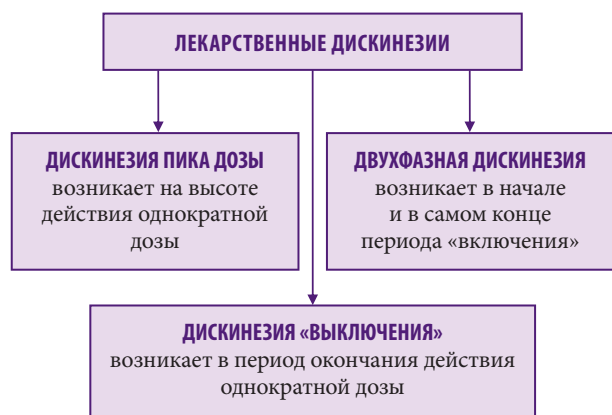 ЛЕКАРСТВЕННЫЕ ДИСКИНЕЗИИ
ДИСКИНЕЗИЯ ПИКА ДОЗЫ
возникает на высоте
действия однократной
дозы
ДВУХФАЗНАЯ ДИСКИНЕЗИЯ
возникает в начале
и в самом конце
периода «включения»
ДИСКИНЕЗИЯ «ВЫКЛЮЧЕНИЯ»
возникает в период окончания действия
однократной дозы